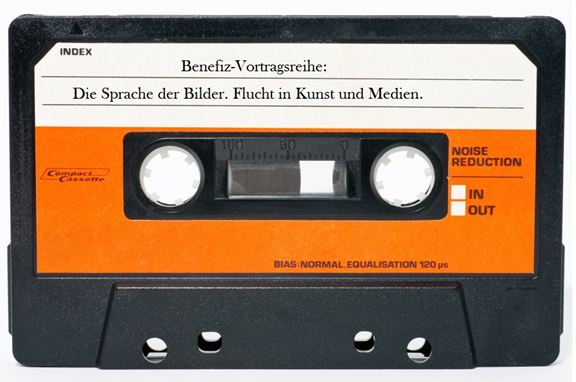 INDEX
Benefiz-Vortragsreihe:
Die Sprache der Bilder. Flucht in Kunst und Medien.
100 50 0
Compact
Cassette
NOISE
REDUCTION
IN
OUT
BIAS:NORMAL.EQUALISATION 120 µs